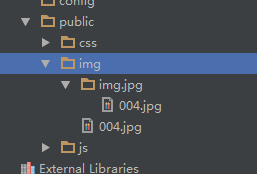 config
public
css
img
img.jpg
004.jpg
004.jpg
js
External Libraries